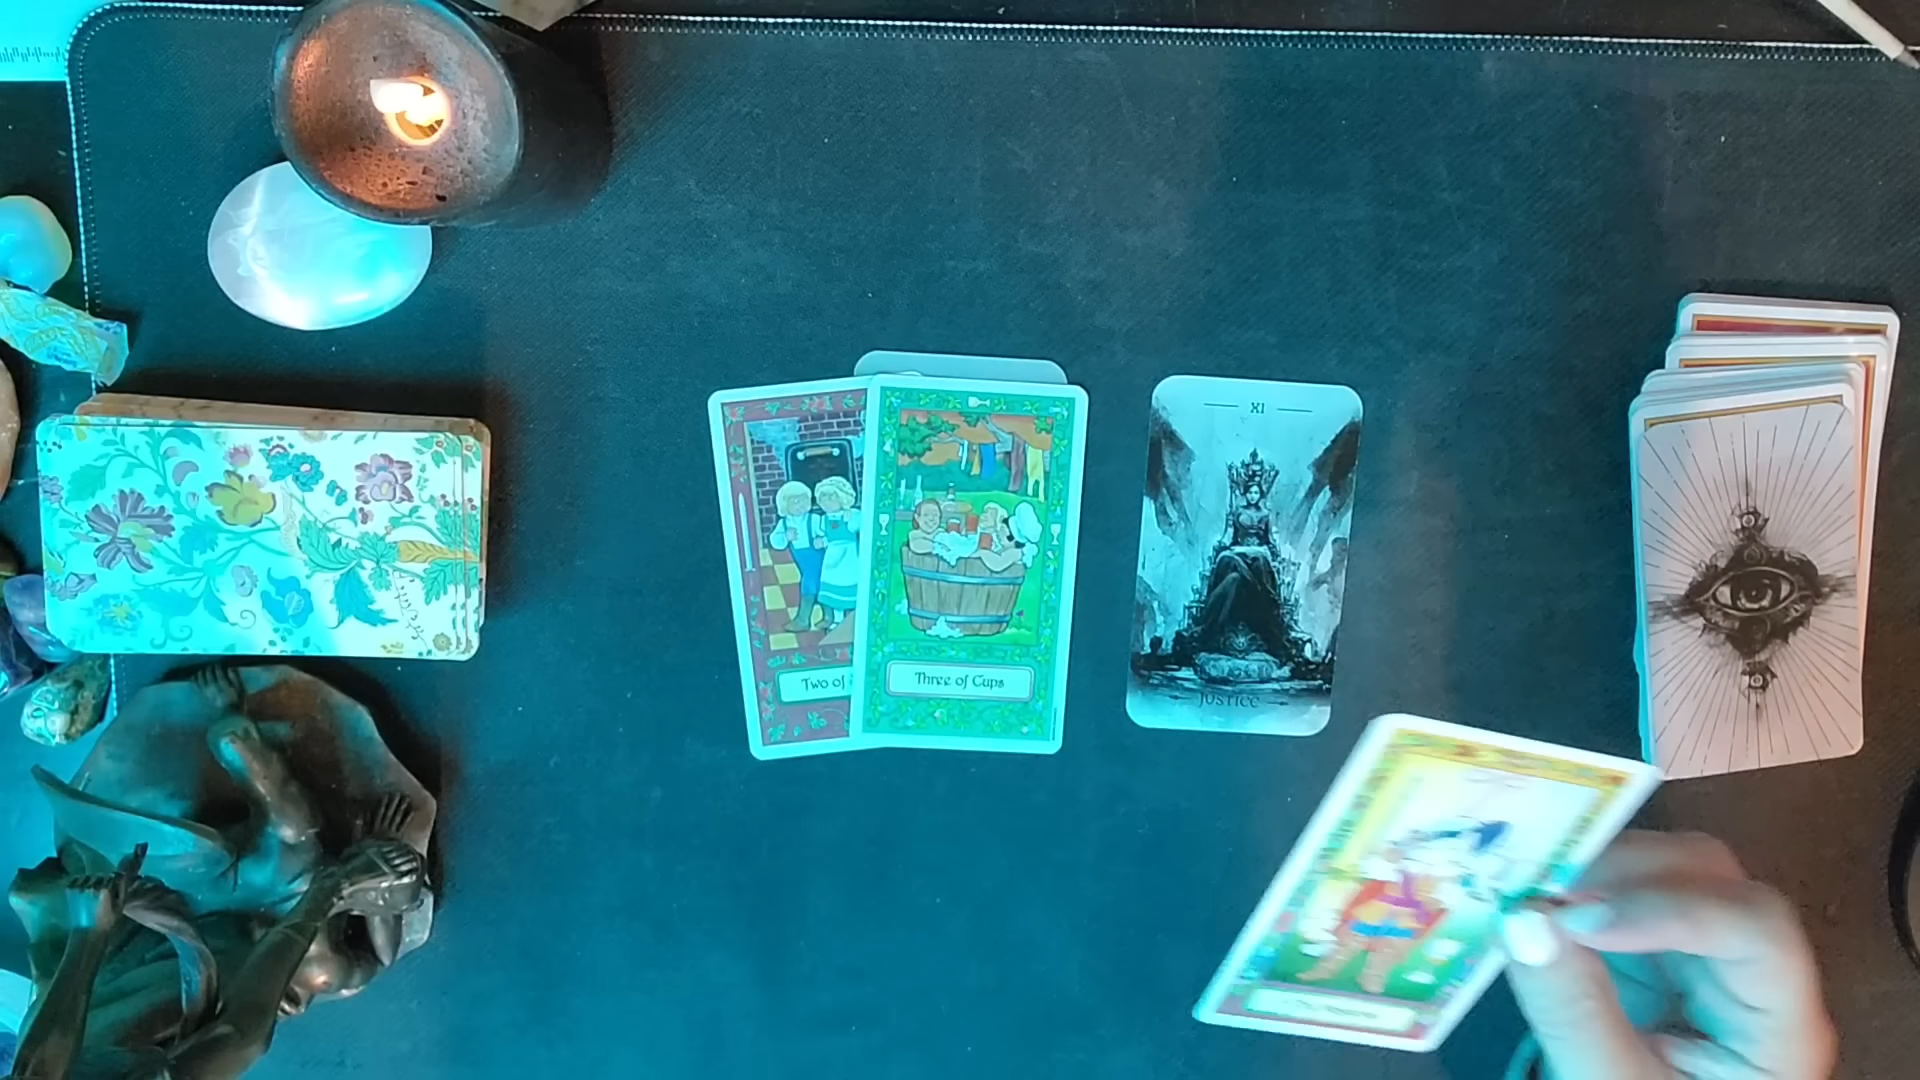 Two of
Three of Cups
XI
JUSTICE